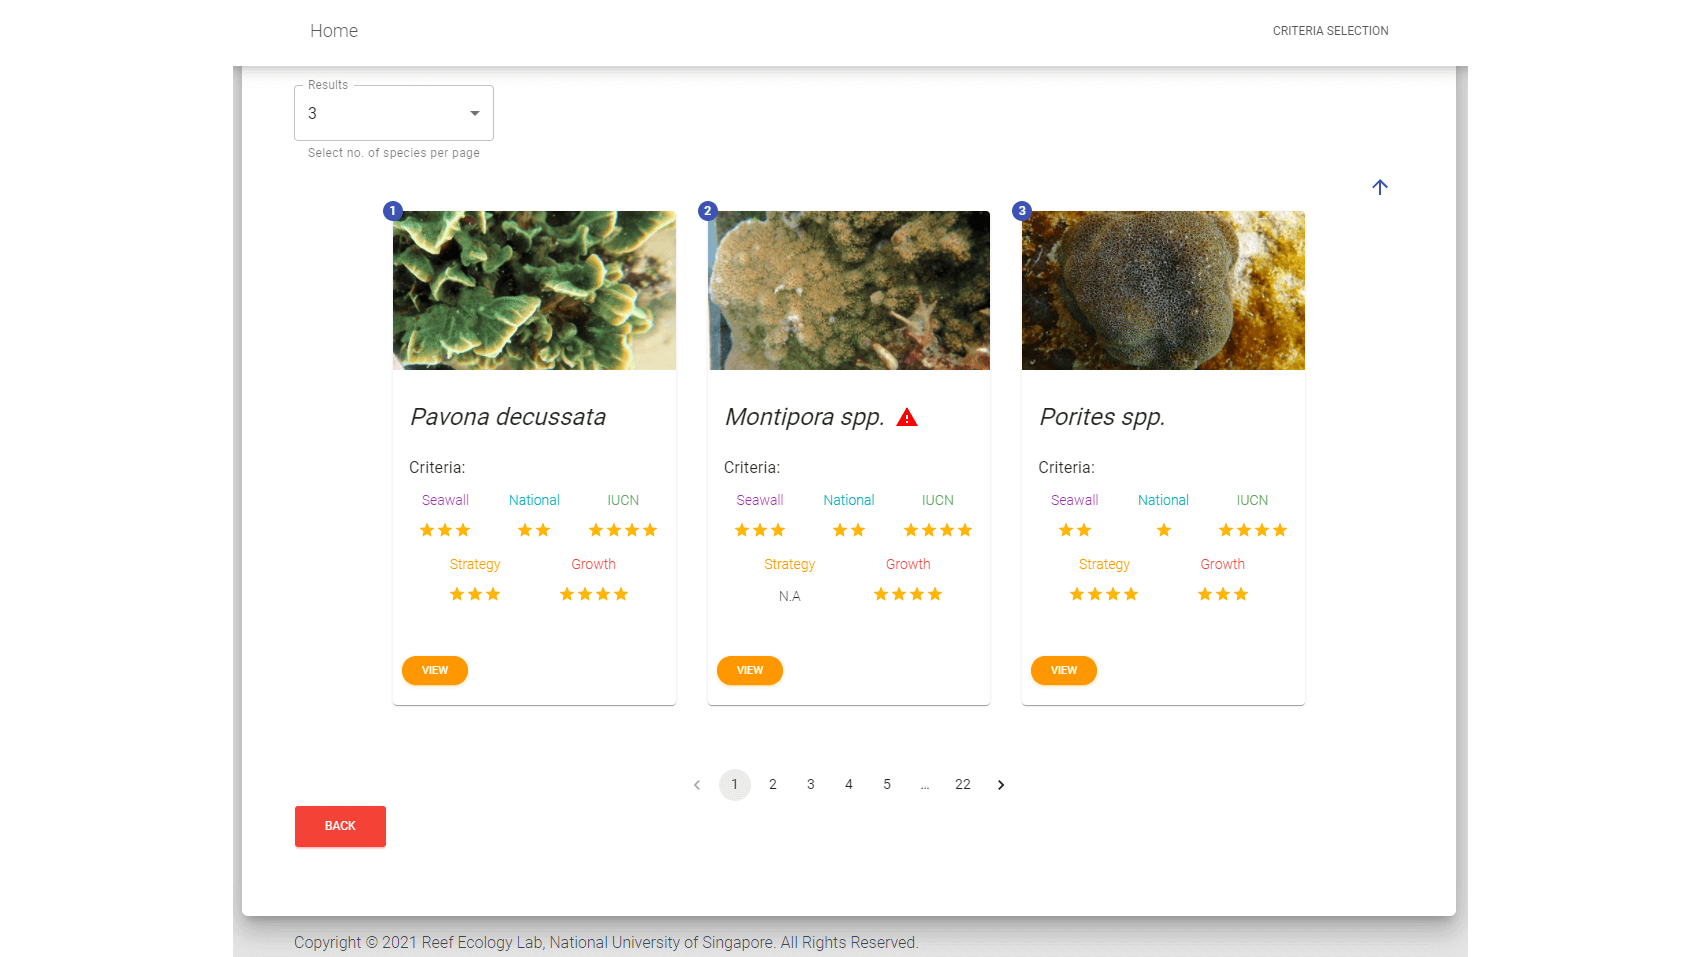 Home
CRITERIA SELECTION
Results
3
Select no. of species per page
1
2
3
Pavona decussata
Criteria:
Seawall National IUCN
Strategy Growth
VIEW
Montipora spp.
Criteria:
Seawall National IUCN
Strategy Growth
N.A
VIEW
Porites spp.
Criteria:
Seawall National IUCN
Strategy Growth
VIEW
1 2 3 4 5 ... 22
BACK
Copyright © 2021 Reef Ecology Lab, National University of Singapore. All Rights Reserved.